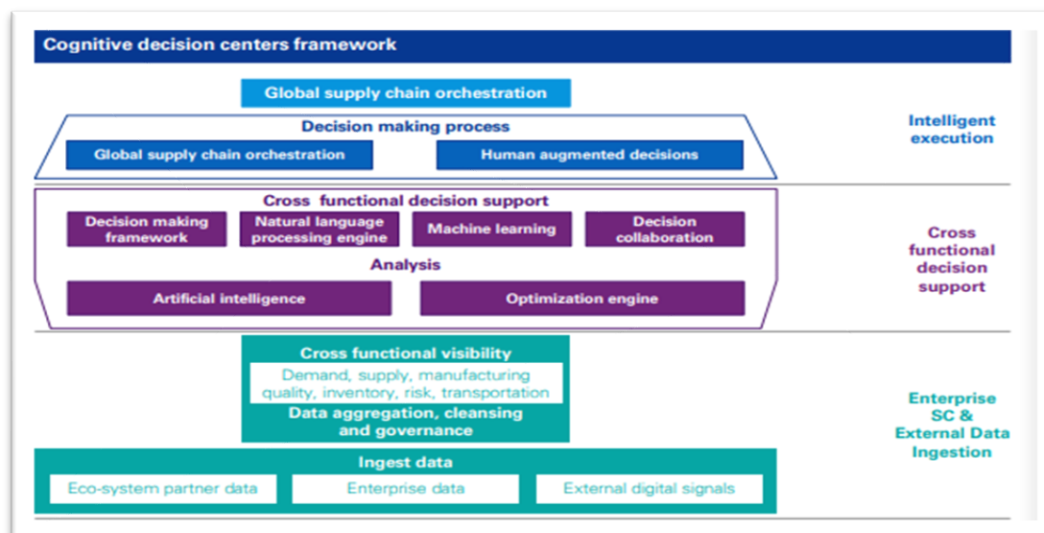 Cognitive decision centers framework
Global supply chain orchestration
Decision making process
Global supply chain orchestration
Human augmented decisions
Intelligent
execution
Cross functional decision support
Decision making
framework
Natural language
processing engine
Machine learning
Decision
collaboration
Analysis
Artificial intelligence
Optimization engine
Cross
functional
decision
support
Cross functional visibility
Demand, supply, manufacturing
quality, inventory, risk, transportation
Data aggregation, cleansing
and governance
Ingest data
Eco-system partner data
Enterprise data
External digital signals
Enterprise
SC &
External Data
Ingestion